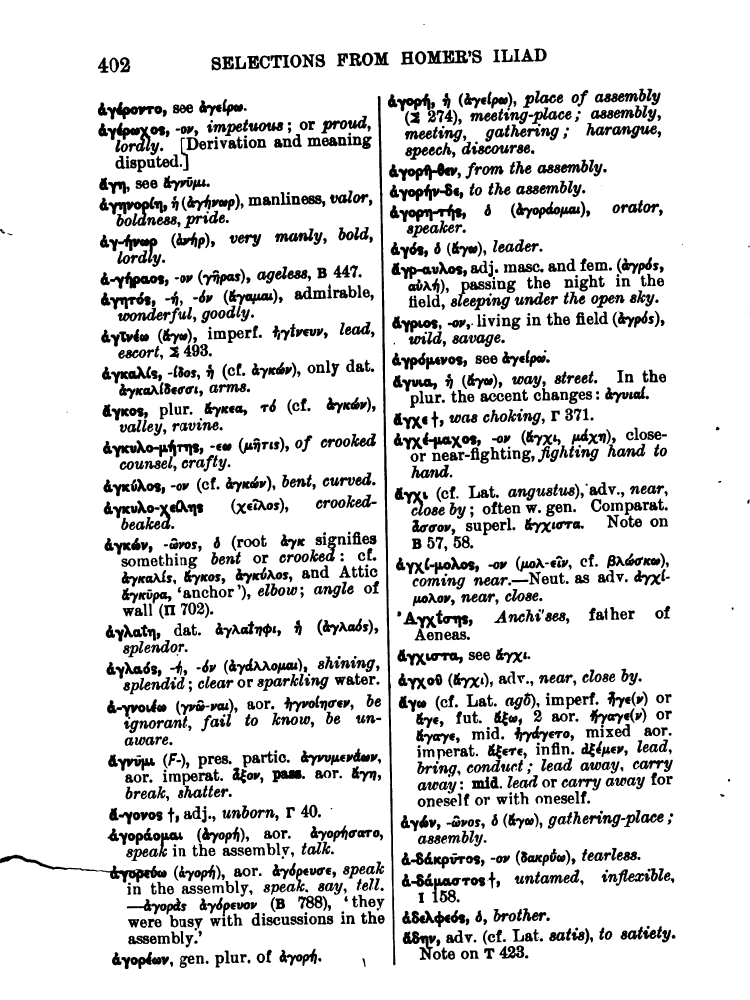 402 SELECTIONS FROM HOMER'S ILIAD
ἀγέροντο, see ἀγείρω.
ἀγέρωχος, -ον, impetuous; or proud,
lordly. [Derivation and meaning
disputed.]
ἄγη, see ἄγνῡμι.
ἀγηνορίη, ἡ (ἀγήνωρ), manliness, valor,
boldness, pride.
ἀγ-ήνωρ (ἀνήρ), very manly, bold,
lordly.
ἀ-γήραος, -ον (γῆρας), ageless, B 447.
ἀγητός, -ή, -όν (ἄγαμαι), admirable,
wonderful, goodly.
ἀγῑνέω (ἄγω), imperf. ἠγίνευν, lead,
escort, Σ 493.
ἀγκαλίς, -ίδος, ἡ (cf. ἀγκών), only dat.
ἀγκαλίδεσσι, arms.
ἄγκος, plur. ἄγκεα, τό (cf. ἀγκών),
valley, ravine.
ἀγκυλο-μήτης, -εω (μῆτις), of crooked
counsel, crafty.
ἀγκύλος, -ον (cf. ἀγκών), bent, curved.
ἀγκυλο-χείλης (χεῖλος), crooked-
beaked.
ἀγκών, -ῶνος, ὁ (root ἀγκ signifies
something bent or crooked: cf.
ἀγκαλίς, ἄγκος, ἀγκύλος, and Attic
ἄγκῡρα, 'anchor'), elbow; angle of
wall (Π 702).
ἀγλαΐη, dat. ἀγλαΐηφι, ἡ (ἀγλαός),
splendor.
ἀγλαός, -ή, -όν (ἀγάλλομαι), shining,
splendid; clear or sparkling water.
ἀ-γνοιέω (γνῶ-ναι), aor. ἠγνοίησεν, be
ignorant, fail to know, be un-
aware.
ἄγνῡμι (F-), pres. partic. ἀγνυμενάων,
aor. imperat. ἆξον, pass. aor. ἄγη,
break, shatter.
ἄ-γονος †, adj., unborn, Γ 40.
ἀγοράομαι (ἀγορή), aor. ἀγορήσατο,
speak in the assembly, talk.
ἀγορεύω (ἀγορή), aor. ἀγόρευσε, speak
in the assembly, speak, say, tell.
—ἀγορὰς ἀγόρευον (B 788), 'they
were busy with discussions in the
assembly.'
ἀγορέων, gen. plur. of ἀγορή.
ἀγορή, ἡ (ἀγείρω), place of assembly
(Σ 274), meeting-place; assembly,
meeting, gathering; harangue,
speech, discourse.
ἀγορῆ-θεν, from the assembly.
ἀγορήν-δε, to the assembly.
ἀγορη-τής, ὁ (ἀγοράομαι), orator,
speaker.
ἀγός, ὁ (ἄγω), leader.
ἄγρ-αυλος, adj. masc. and fem. (ἀγρός,
αὐλή), passing the night in the
field, sleeping under the open sky.
ἄγριος, -ον, living in the field (ἀγρός),
wild, savage.
ἀγρόμενος, see ἀγείρω.
ἄγυια, ἡ (ἄγω), way, street. In the
plur. the accent changes: ἀγυιαί.
ἄγχε †, was choking, Γ 371.
ἀγχέ-μαχος, -ον (ἄγχι, μάχη), close-
or near-fighting, fighting hand to
hand.
ἄγχι (cf. Lat. angustus), adv., near,
close by; often w. gen. Comparat.
ἆσσον, superl. ἄγχιστα. Note on
B 57, 58.
ἀγχί-μολος, -ον (μολ-εῖν, cf. βλώσκω),
coming near.—Neut. as adv. ἀγχί-
μολον, near, close.
Ἀγχίσης, Anchi'ses, father of
Aeneas.
ἄγχιστα, see ἄγχι.
ἀγχοῦ (ἄγχι), adv., near, close by.
ἄγω (cf. Lat. agō), imperf. ἦγε(ν) or
ἄγε, fut. ἄξω, 2 aor. ἤγαγε(ν) or
ἄγαγε, mid. ἠγάγετο, mixed aor.
imperat. ἄξετε, infin. ἀξέμεν, lead,
bring, conduct; lead away, carry
away: mid. lead or carry away for
oneself or with oneself.
ἀγών, -ῶνος, ὁ (ἄγω), gathering-place;
assembly.
ἀ-δάκρῡτος, -ον (δακρύω), tearless.
ἀ-δάμαστος †, untamed, inflexible,
I 158.
ἀδελφεός, ὁ, brother.
ἄδην, adv. (cf. Lat. satis), to satiety.
Note on T 423.